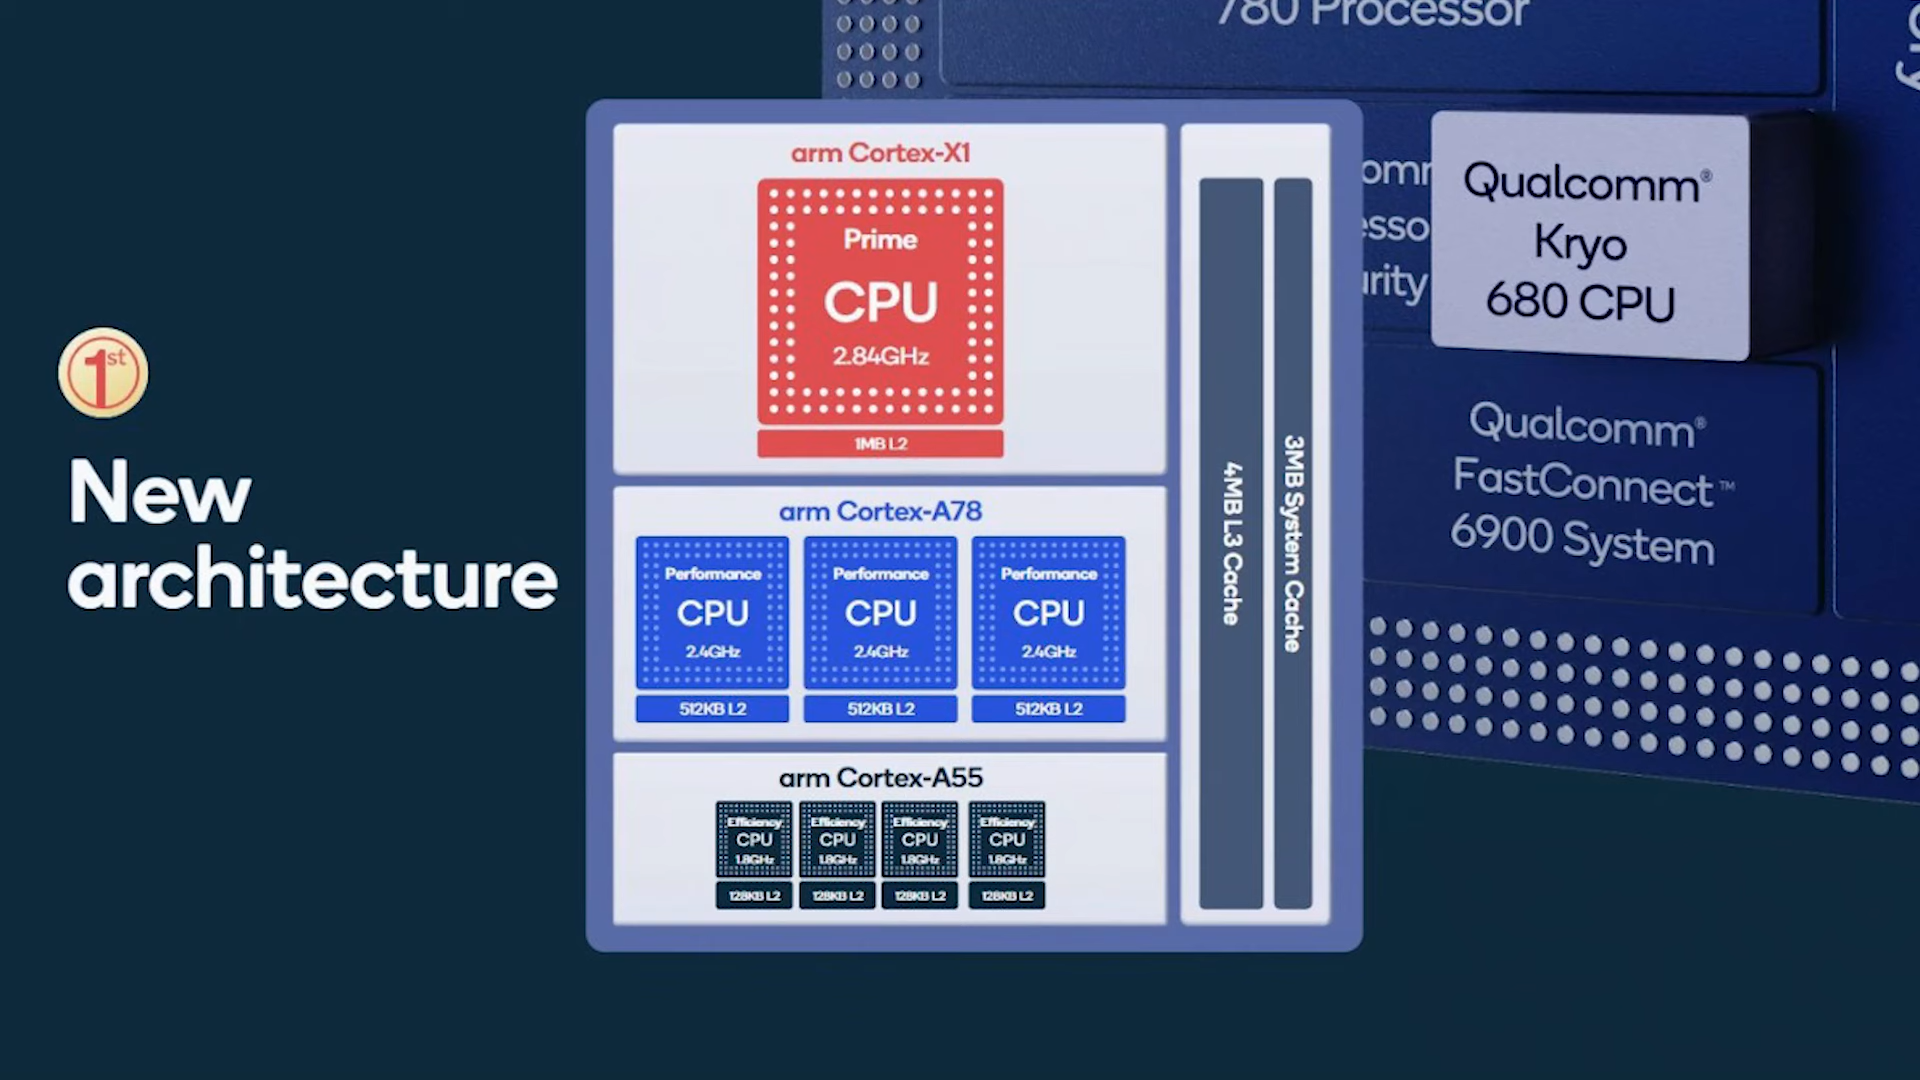 780 Processor
1st
New
architecture
arm Cortex-X1
Prime
CPU
2.84GHz
1MB L2
arm Cortex-A78
Performance
CPU
2.4GHz
512KB L2
Performance
CPU
2.4GHz
512KB L2
Performance
CPU
2.4GHz
512KB L2
arm Cortex-A55
Efficiency
CPU
1.8GHz
128KB L2
Efficiency
CPU
1.8GHz
128KB L2
Efficiency
CPU
1.8GHz
128KB L2
Efficiency
CPU
1.8GHz
128KB L2
4MB L3 Cache
3MB System Cache
Qualcomm®
Kryo
680 CPU
Qualcomm®
FastConnect™
6900 System